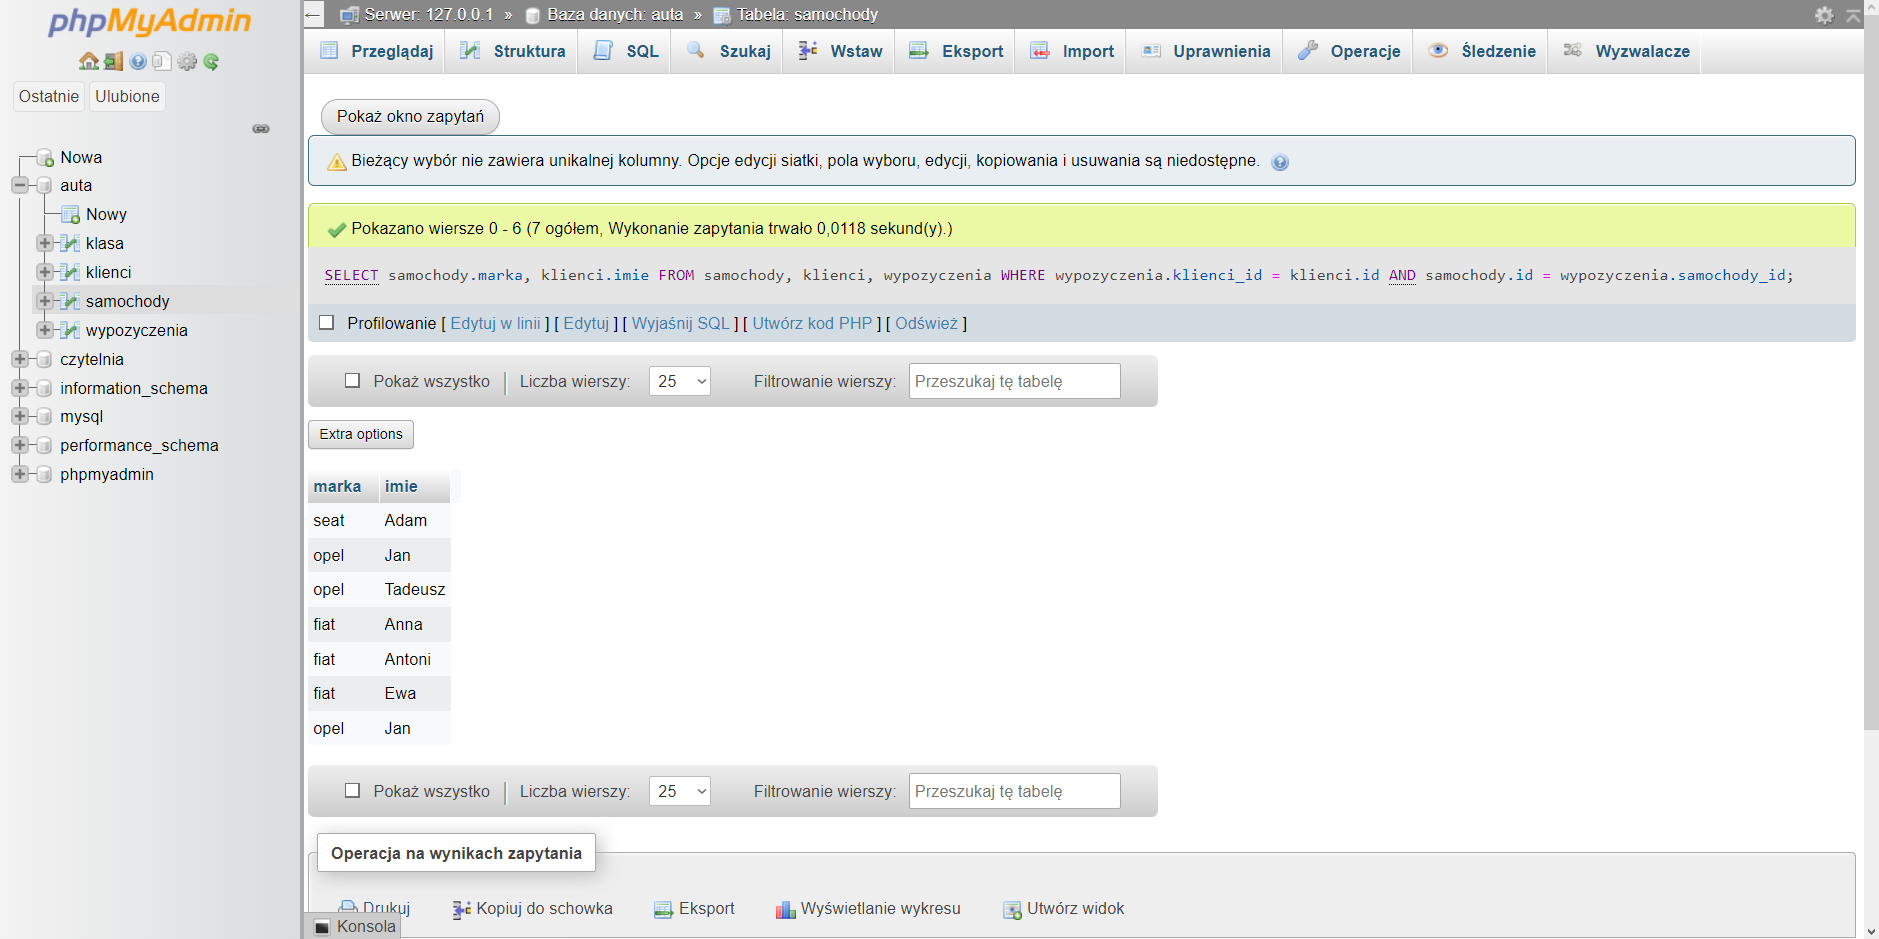 phpMyAdmin
Ostatnie Ulubione
Nowa
auta
Nowy
klasa
klienci
samochody
wypozyczenia
czytelnia
information_schema
mysql
performance_schema
phpmyadmin
← Serwer: 127.0.0.1 » Baza danych: auta » Tabela: samochody
Przeglądaj Struktura SQL Szukaj Wstaw Eksport Import Uprawnienia Operacje Śledzenie Wyzwalacze
Pokaż okno zapytań
Bieżący wybór nie zawiera unikalnej kolumny. Opcje edycji siatki, pola wyboru, edycji, kopiowania i usuwania są niedostępne.
Pokazano wiersze 0 - 6 (7 ogółem, Wykonanie zapytania trwało 0,0118 sekund(y).)
SELECT samochody.marka, klienci.imie FROM samochody, klienci, wypozyczenia WHERE wypozyczenia.klienci_id = klienci.id AND samochody.id = wypozyczenia.samochody_id;
Profilowanie [ Edytuj w linii ] [ Edytuj ] [ Wyjaśnij SQL ] [ Utwórz kod PHP ] [ Odśwież ]
Pokaż wszystko | Liczba wierszy: 25 Filtrowanie wierszy: Przeszukaj tę tabelę
Extra options
marka imie
seat Adam
opel Jan
opel Tadeusz
fiat Anna
fiat Antoni
fiat Ewa
opel Jan
Pokaż wszystko | Liczba wierszy: 25 Filtrowanie wierszy: Przeszukaj tę tabelę
Operacja na wynikach zapytania
Drukuj Kopiuj do schowka Eksport Wyświetlanie wykresu Utwórz widok
Konsola